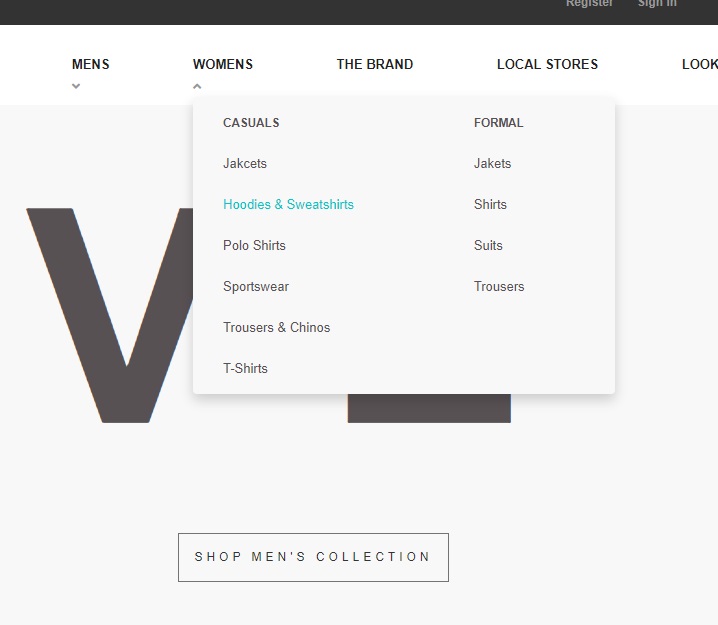 Register Sign In
MENS WOMENS THE BRAND LOCAL STORES LOOK
CASUALS FORMAL
Jakcets Jakets
Hoodies & Sweatshirts Shirts
Polo Shirts Suits
Sportswear Trousers
Trousers & Chinos
T-Shirts
SHOP MEN'S COLLECTION